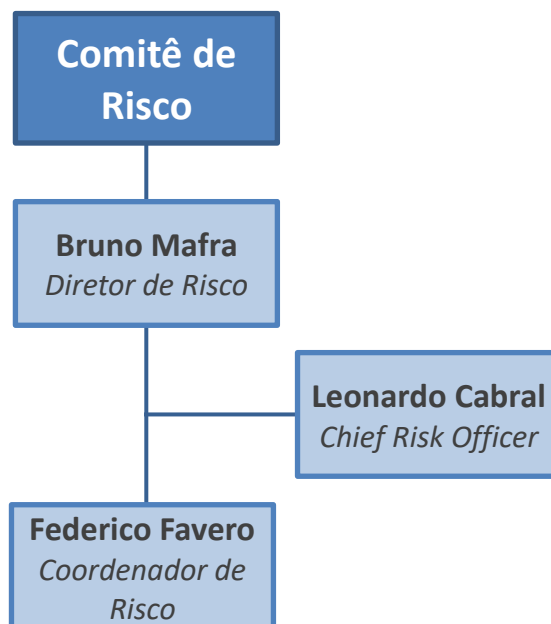 Comitê de
Risco
Bruno Mafra
Diretor de Risco
Leonardo Cabral
Chief Risk Officer
Federico Favero
Coordenador de
Risco